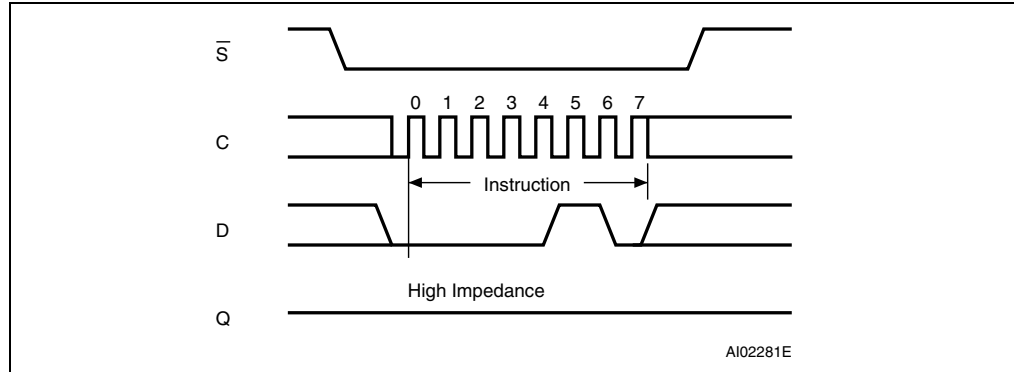 S̅
0 1 2 3 4 5 6 7
C
Instruction
D
High Impedance
Q
AI02281E